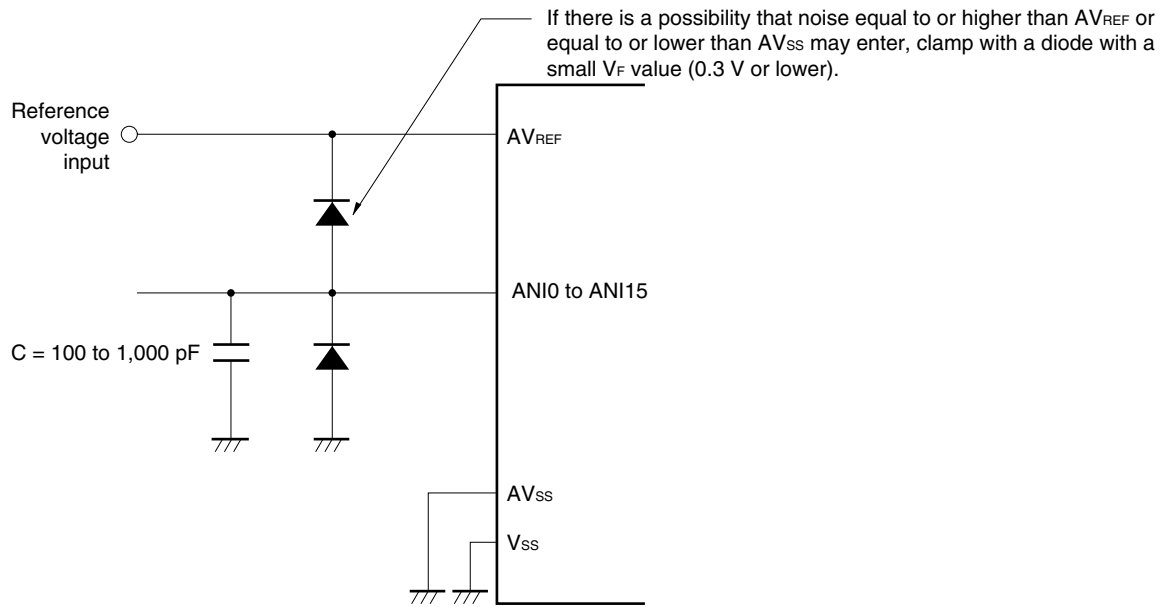 If there is a possibility that noise equal to or higher than AVREF or
equal to or lower than AVSS may enter, clamp with a diode with a
small VF value (0.3 V or lower).
Reference
voltage
input
AVREF
ANI0 to ANI15
C = 100 to 1,000 pF
AVSS
VSS